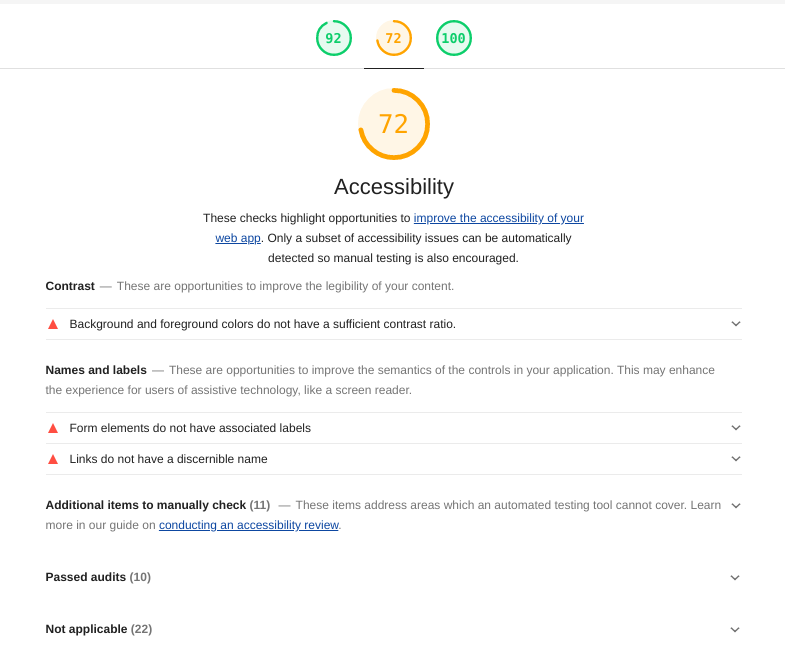 92 72 100
72
Accessibility
These checks highlight opportunities to improve the accessibility of your
web app. Only a subset of accessibility issues can be automatically
detected so manual testing is also encouraged.
Contrast — These are opportunities to improve the legibility of your content.
Background and foreground colors do not have a sufficient contrast ratio.
Names and labels — These are opportunities to improve the semantics of the controls in your application. This may enhance
the experience for users of assistive technology, like a screen reader.
Form elements do not have associated labels
Links do not have a discernible name
Additional items to manually check (11) — These items address areas which an automated testing tool cannot cover. Learn
more in our guide on conducting an accessibility review.
Passed audits (10)
Not applicable (22)